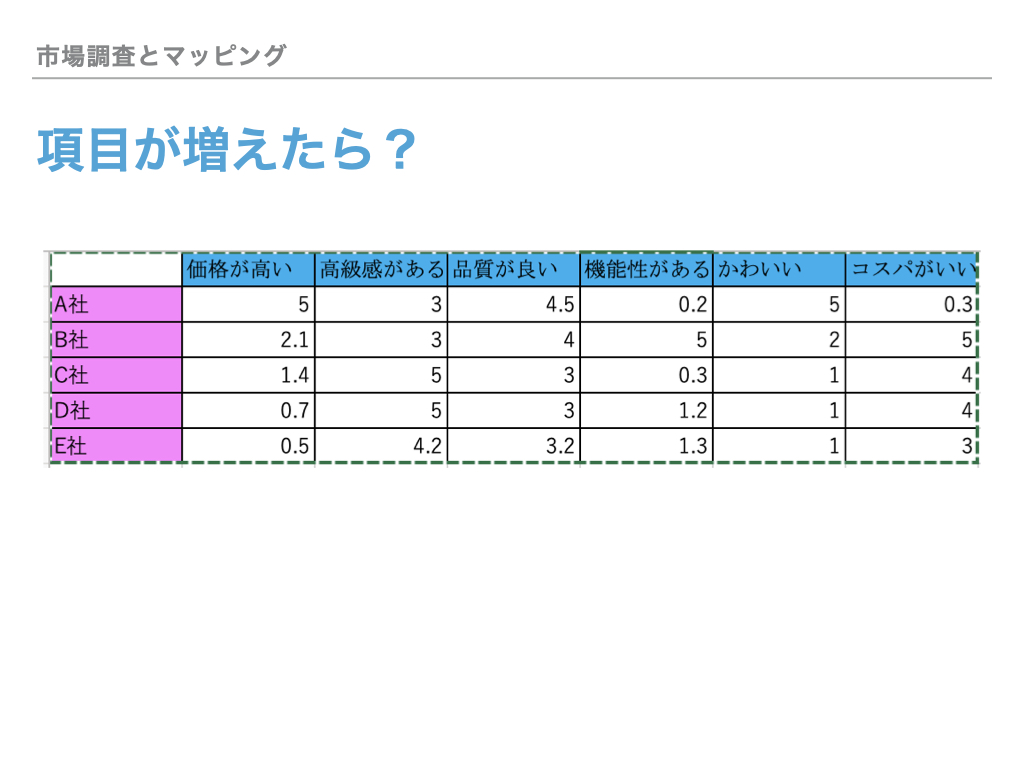 市場調査とマッピング
項目が増えたら？
価格が高い 高級感がある 品質が良い 機能性がある かわいい コスパがいい
A社 5 3 4.5 0.2 5 0.3
B社 2.1 3 4 5 2 5
C社 1.4 5 3 0.3 1 4
D社 0.7 5 3 1.2 1 4
E社 0.5 4.2 3.2 1.3 1 3